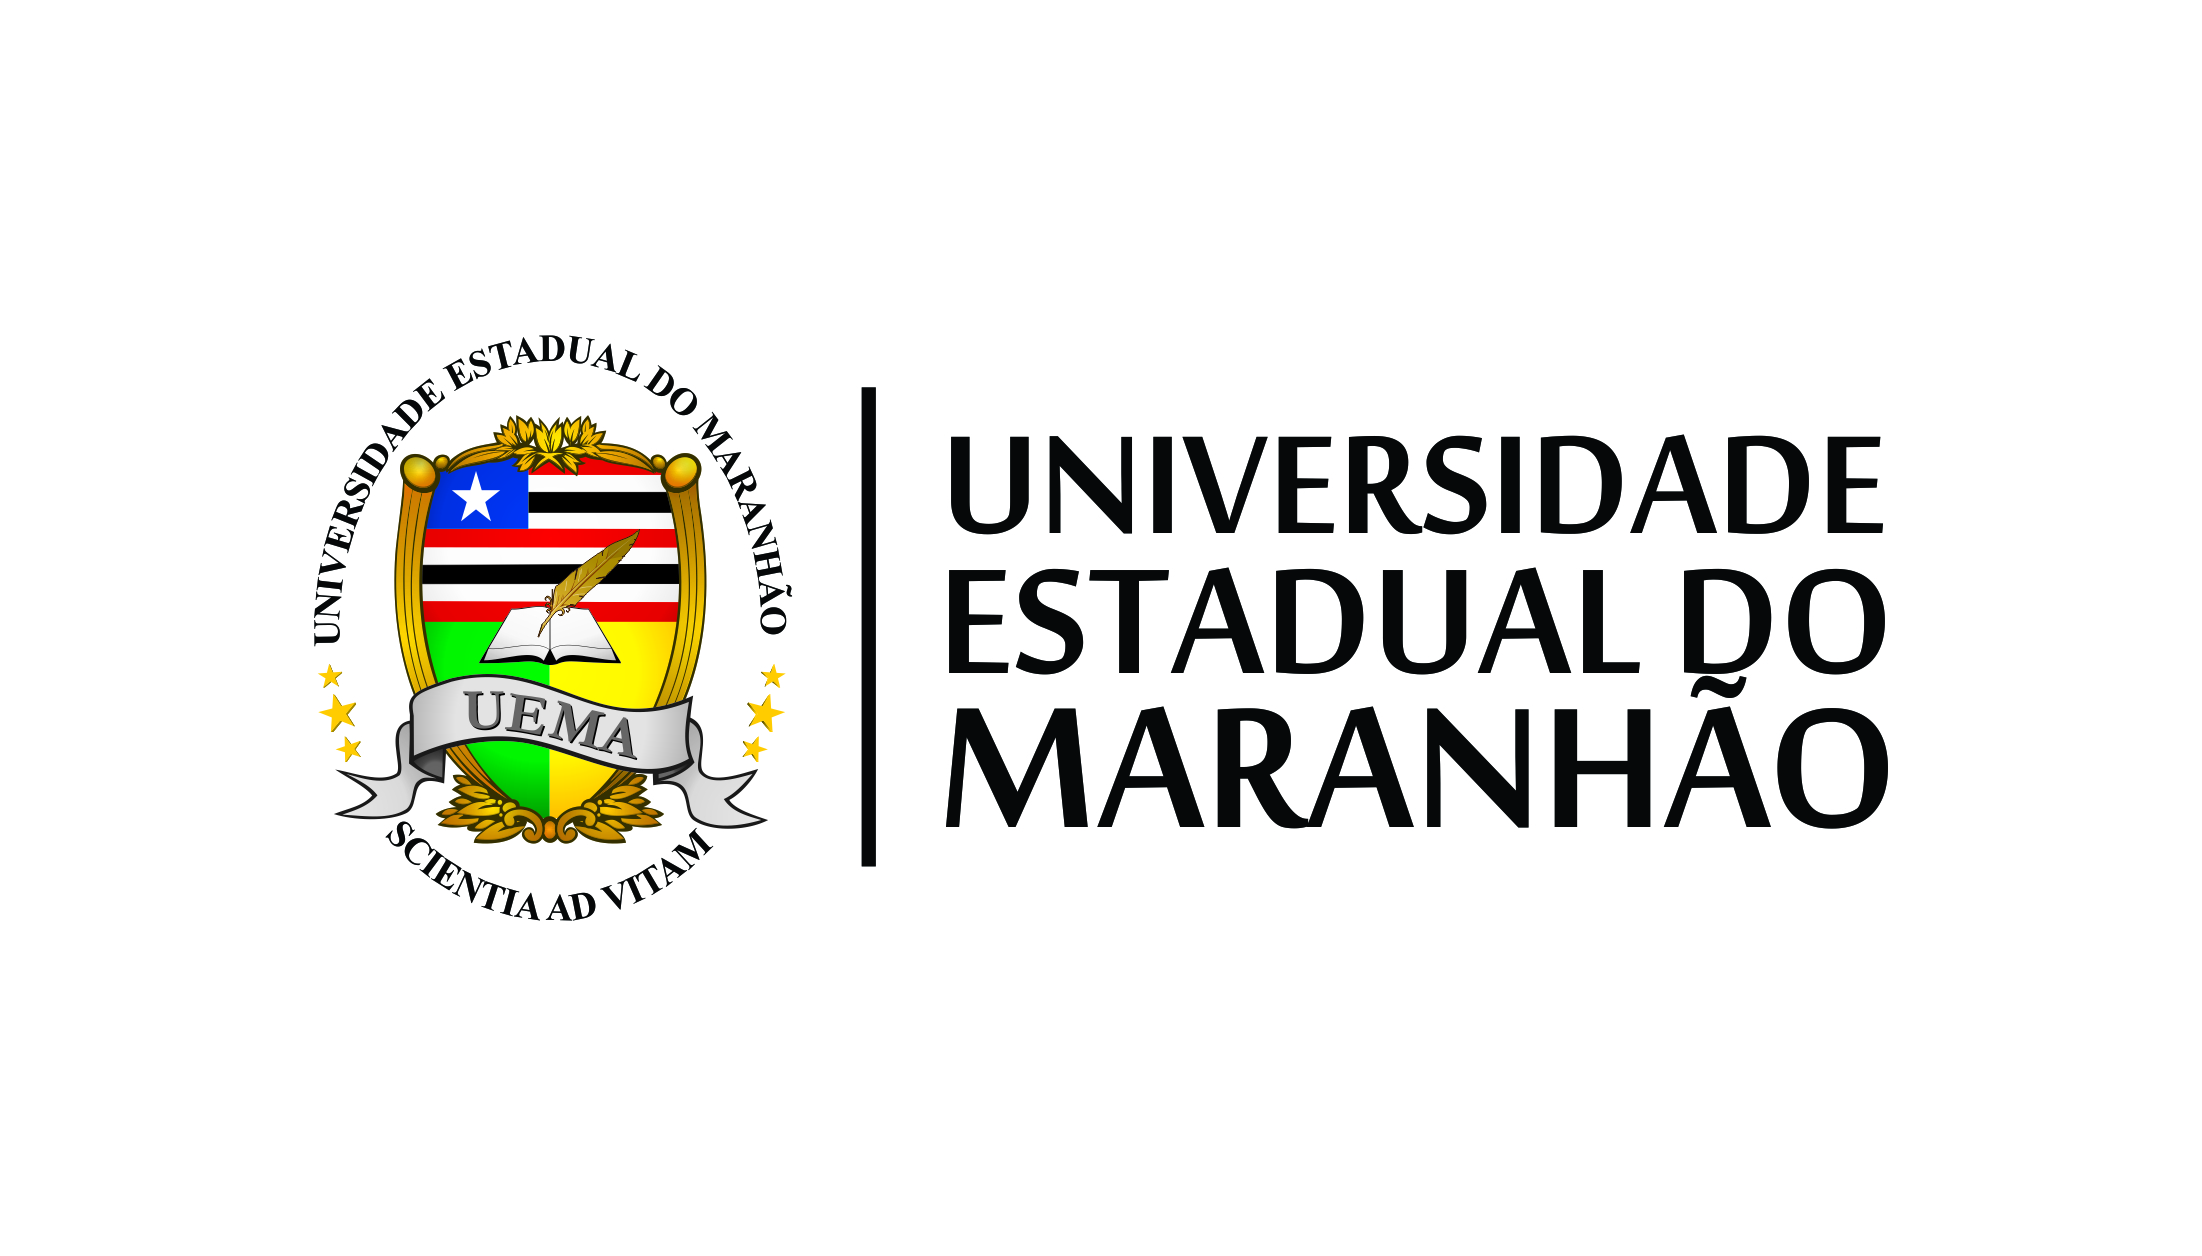 UNIVERSIDADE ESTADUAL DO MARANHÃO
UEMA
SCIENTIA AD VITAM
UNIVERSIDADE
ESTADUAL DO
MARANHÃO